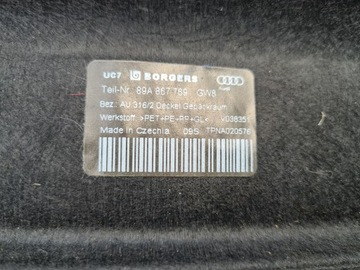 UC7 BORGERS
Teil-Nr. 89A 867 769 GW8
Bez.: AU 316/2 Deckel Gepäckraum
Werkstoff: >PET+PE-PP+GL< V038351
Made in Czechia 09S TPNA020576